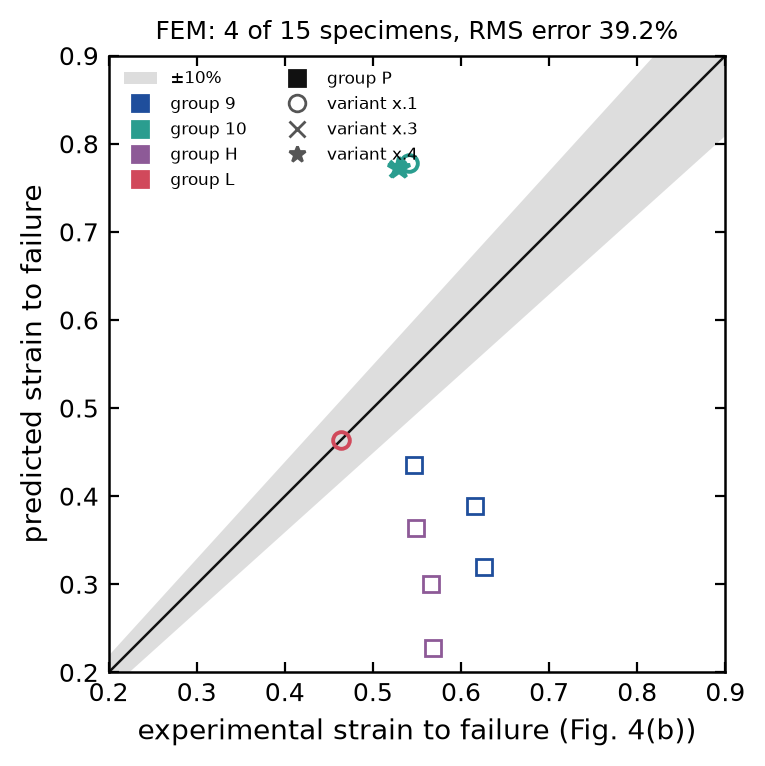 FEM: 4 of 15 specimens, RMS error 39.2%
±10%
group 9
group 10
group H
group L
group P
variant x.1
variant x.3
variant x.4
predicted strain to failure
0.9
0.8
0.7
0.6
0.5
0.4
0.3
0.2
0.2 0.3 0.4 0.5 0.6 0.7 0.8 0.9
experimental strain to failure (Fig. 4(b))